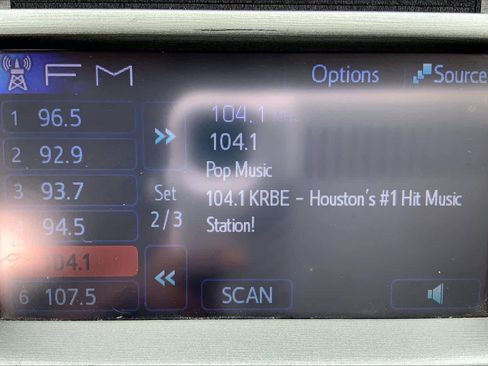 FM
Options
Source
1 96.5
2 92.9
3 93.7
94.5
104.1
6 107.5
Set
2/3
104.1
104.1
Pop Music
104.1 KRBE - Houston's #1 Hit Music
Station!
SCAN